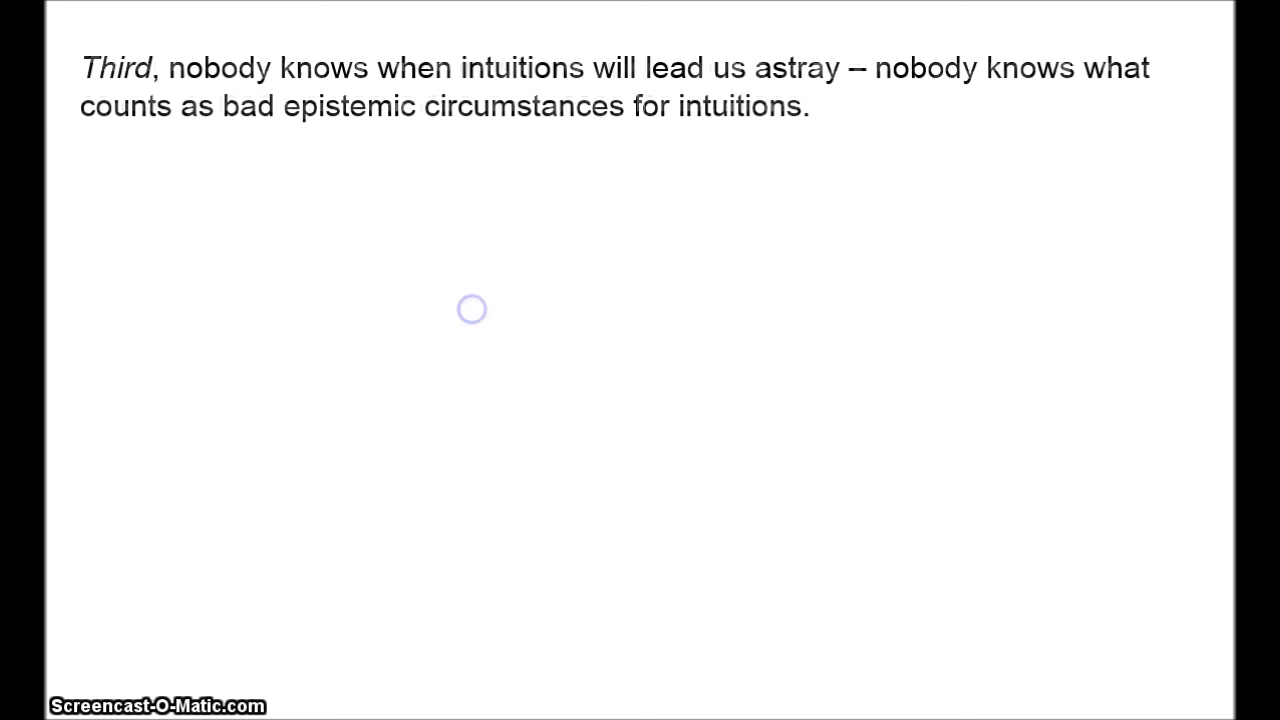 Third, nobody knows when intuitions will lead us astray – nobody knows what
counts as bad epistemic circumstances for intuitions.
Screencast-O-Matic.com